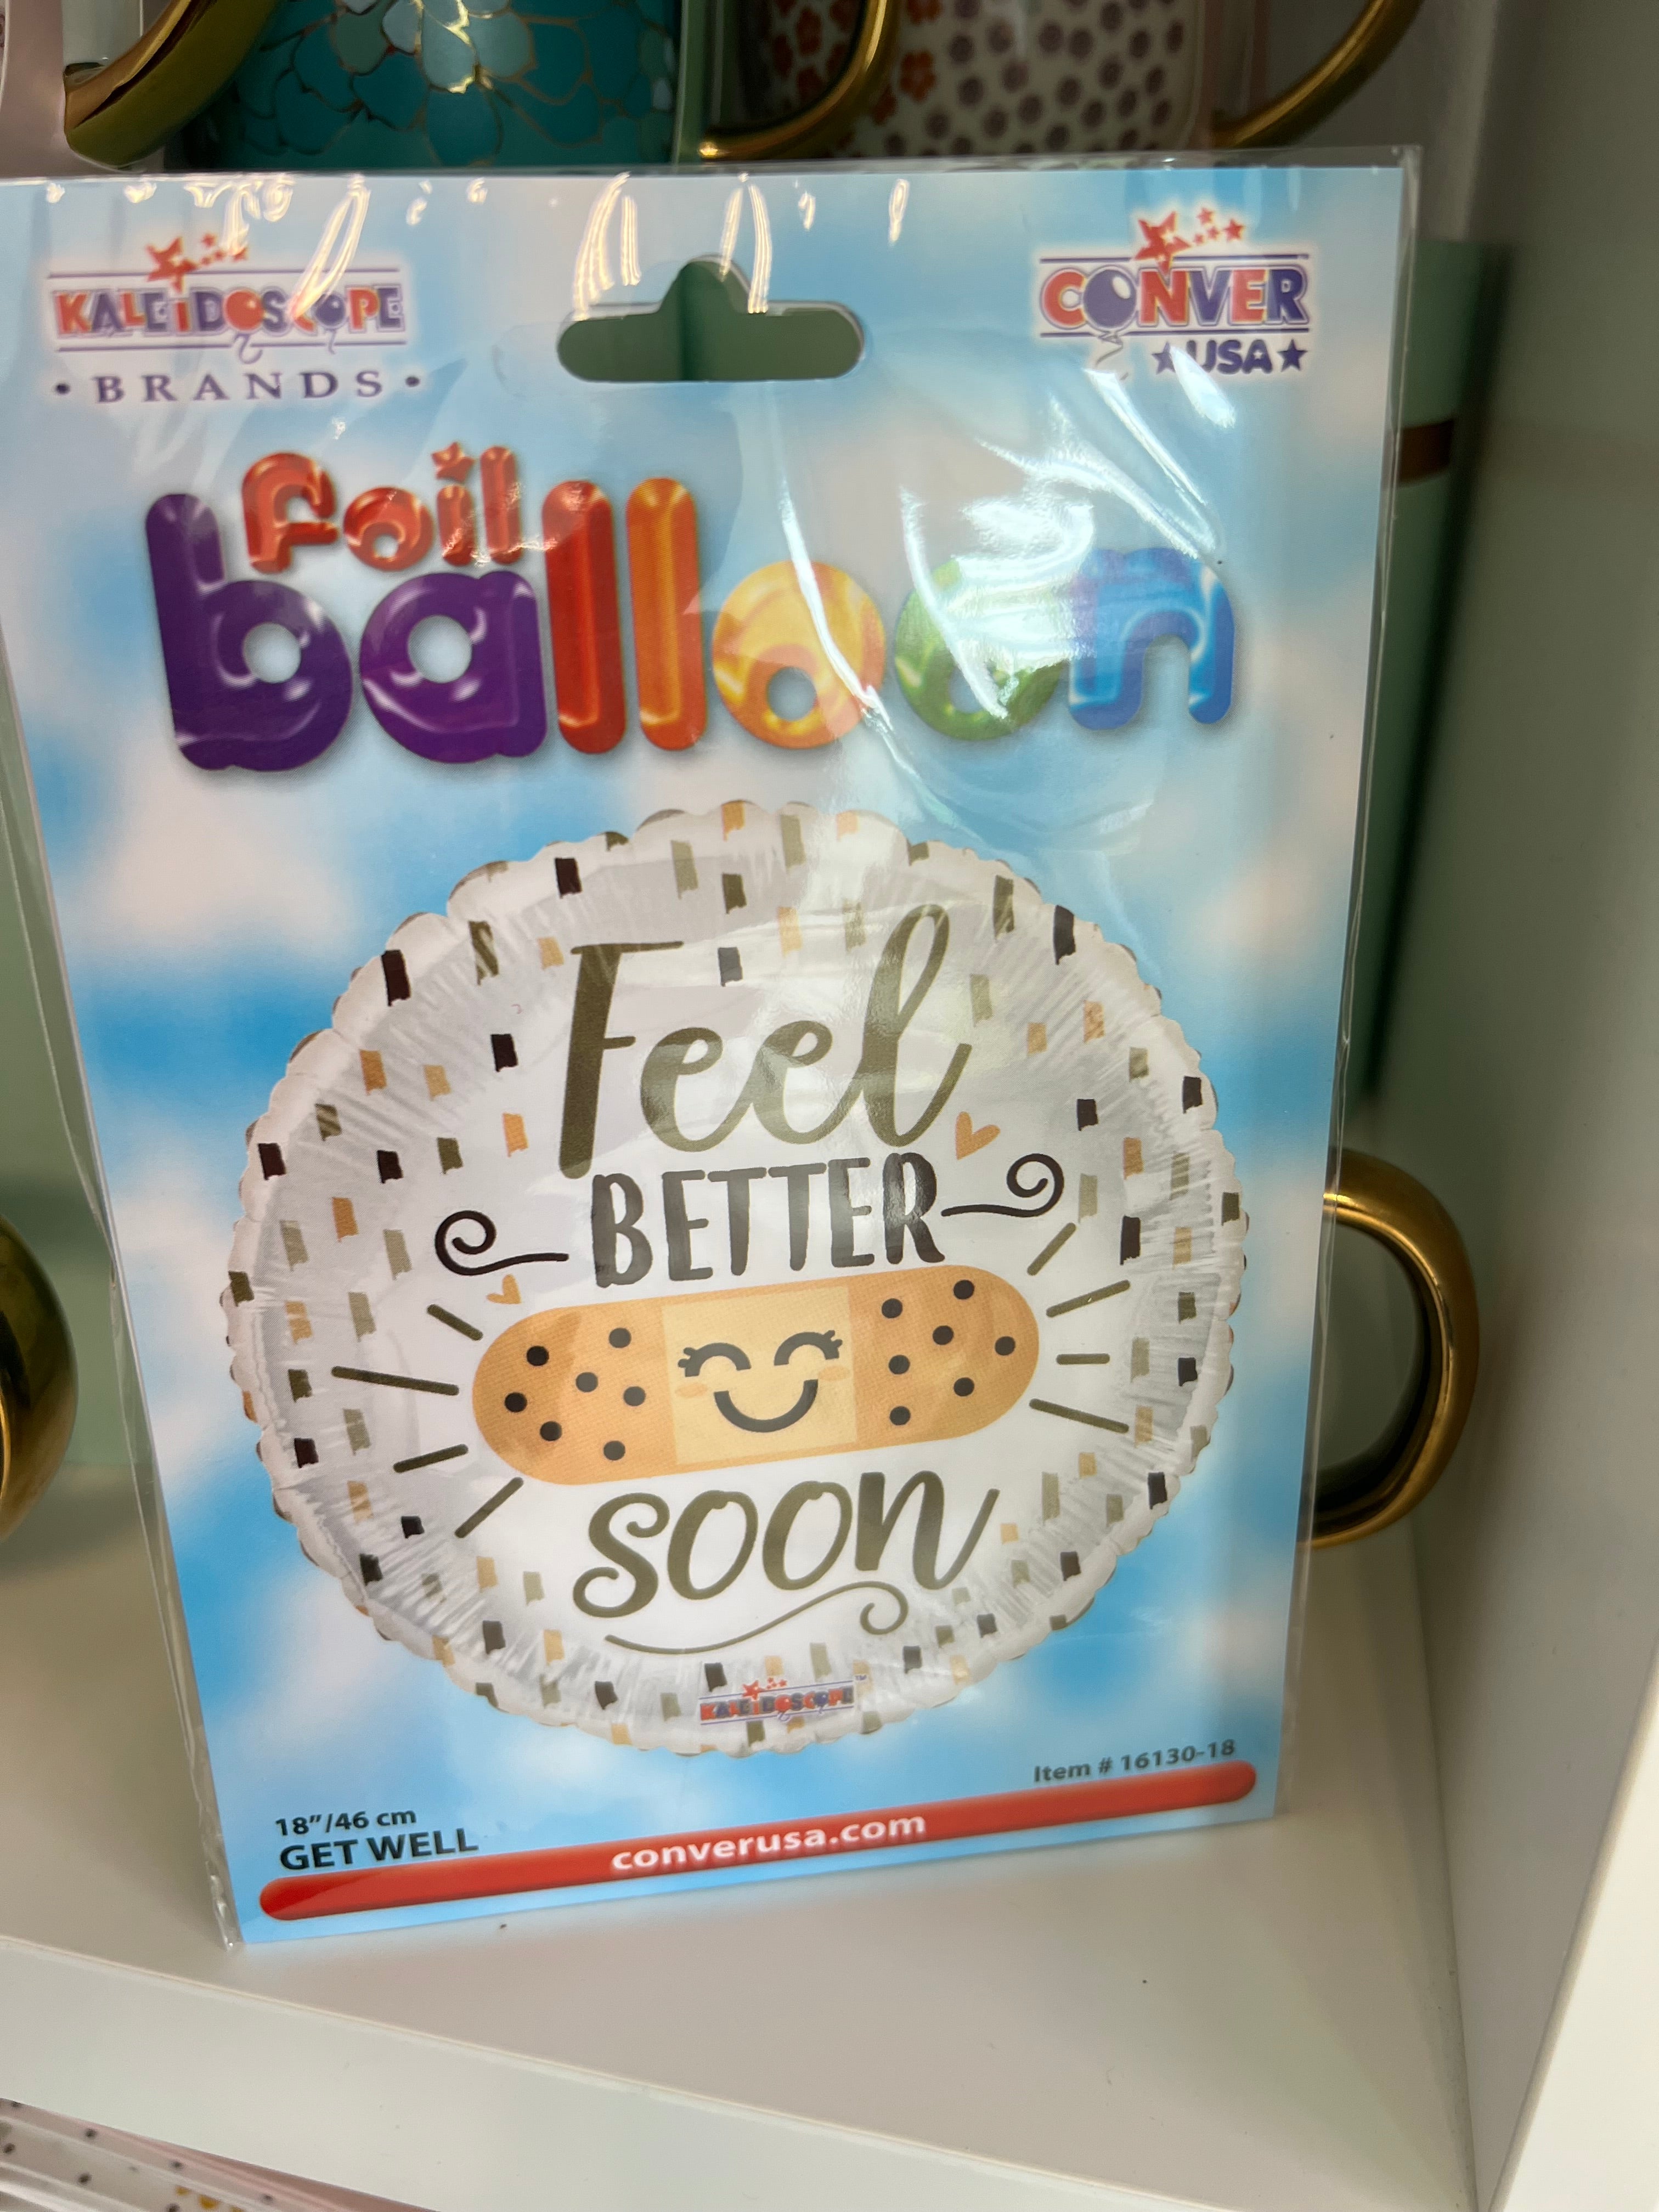 KALEiDOSCOPE
• BRANDS •
CONVER
★USA★
foil
balloon
Feel
BETTER
soon
KALEIDOSCOPE™
18"/46 cm
GET WELL
Item # 16130-18
converusa.com